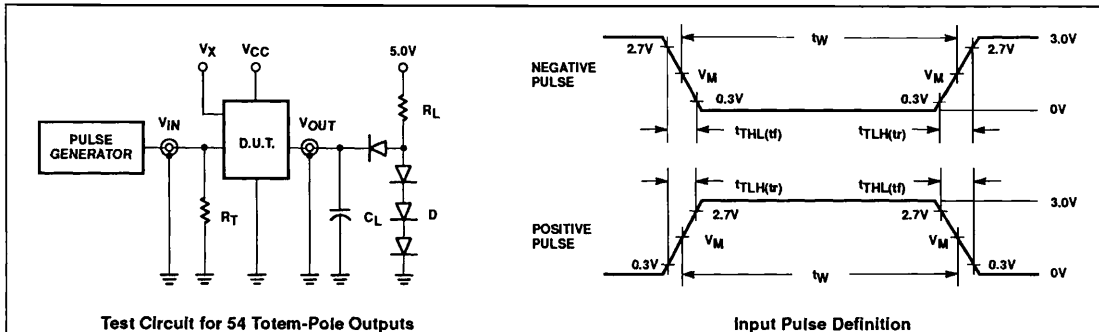 VX
VCC
5.0V
RL
VIN
VOUT
PULSE GENERATOR
D.U.T.
RT
CL
D
Test Circuit for 54 Totem-Pole Outputs
NEGATIVE PULSE
tW
2.7V
2.7V
3.0V
VM
VM
0.3V
0.3V
0V
tTHL(tf)
tTLH(tr)
POSITIVE PULSE
tTLH(tr)
tTHL(tf)
3.0V
2.7V
2.7V
VM
VM
0.3V
0.3V
tW
0V
Input Pulse Definition